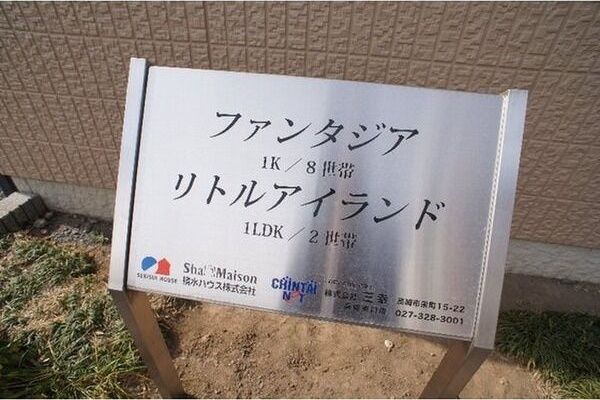 ファンタジア
1K／8世帯
リトルアイランド
1LDK／2世帯
SEKISUI HOUSE
Sha Maison
積水ハウス株式会社
CHINTAI
NET
株式会社 三幸 高崎市栄町15-22
027-328-3001